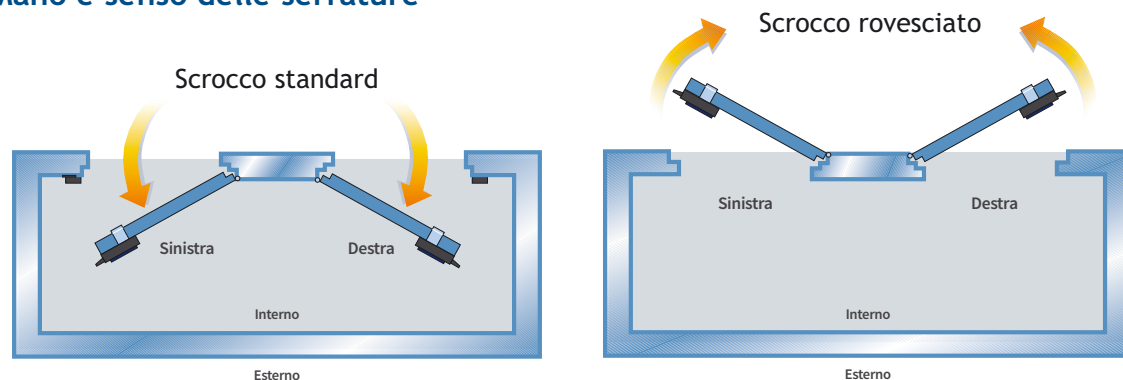 Mano e senso delle serrature
Scrocco standard
Sinistra
Destra
Interno
Esterno
Scrocco rovesciato
Sinistra
Destra
Interno
Esterno